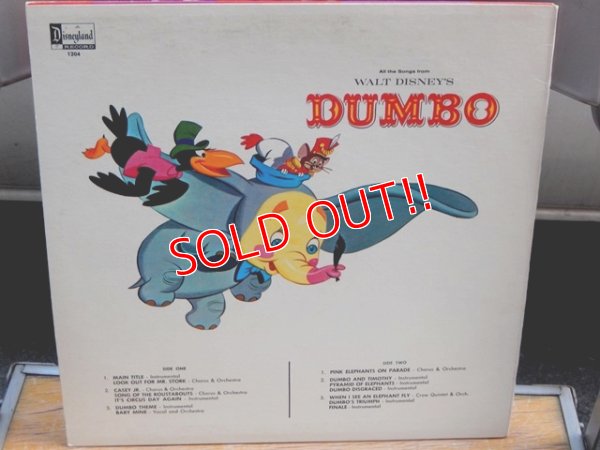 Disneyland
RECORD
1204
All the Songs from
WALT DISNEY'S
DUMBO
SOLD OUT!!
SIDE ONE
1. MAIN TITLE - Instrumental
LOOK OUT FOR MR. STORK - Chorus & Orchestra
2. CASEY JR. - Chorus & Orchestra
SONG OF THE ROUSTABOUTS - Chorus & Orchestra
IT'S CIRCUS DAY AGAIN - Instrumental
3. DUMBO THEME - Instrumental
BABY MINE - Vocal and Orchestra
SIDE TWO
1. PINK ELEPHANTS ON PARADE - Chorus & Orchestra
2. DUMBO AND TIMOTHY - Instrumental
PYRAMID OF ELEPHANTS - Instrumental
DUMBO DISGRACED - Instrumental
3. WHEN I SEE AN ELEPHANT FLY - Crow Quintet & Orch.
DUMBO'S TRIUMPH - Instrumental
FINALE - Instrumental